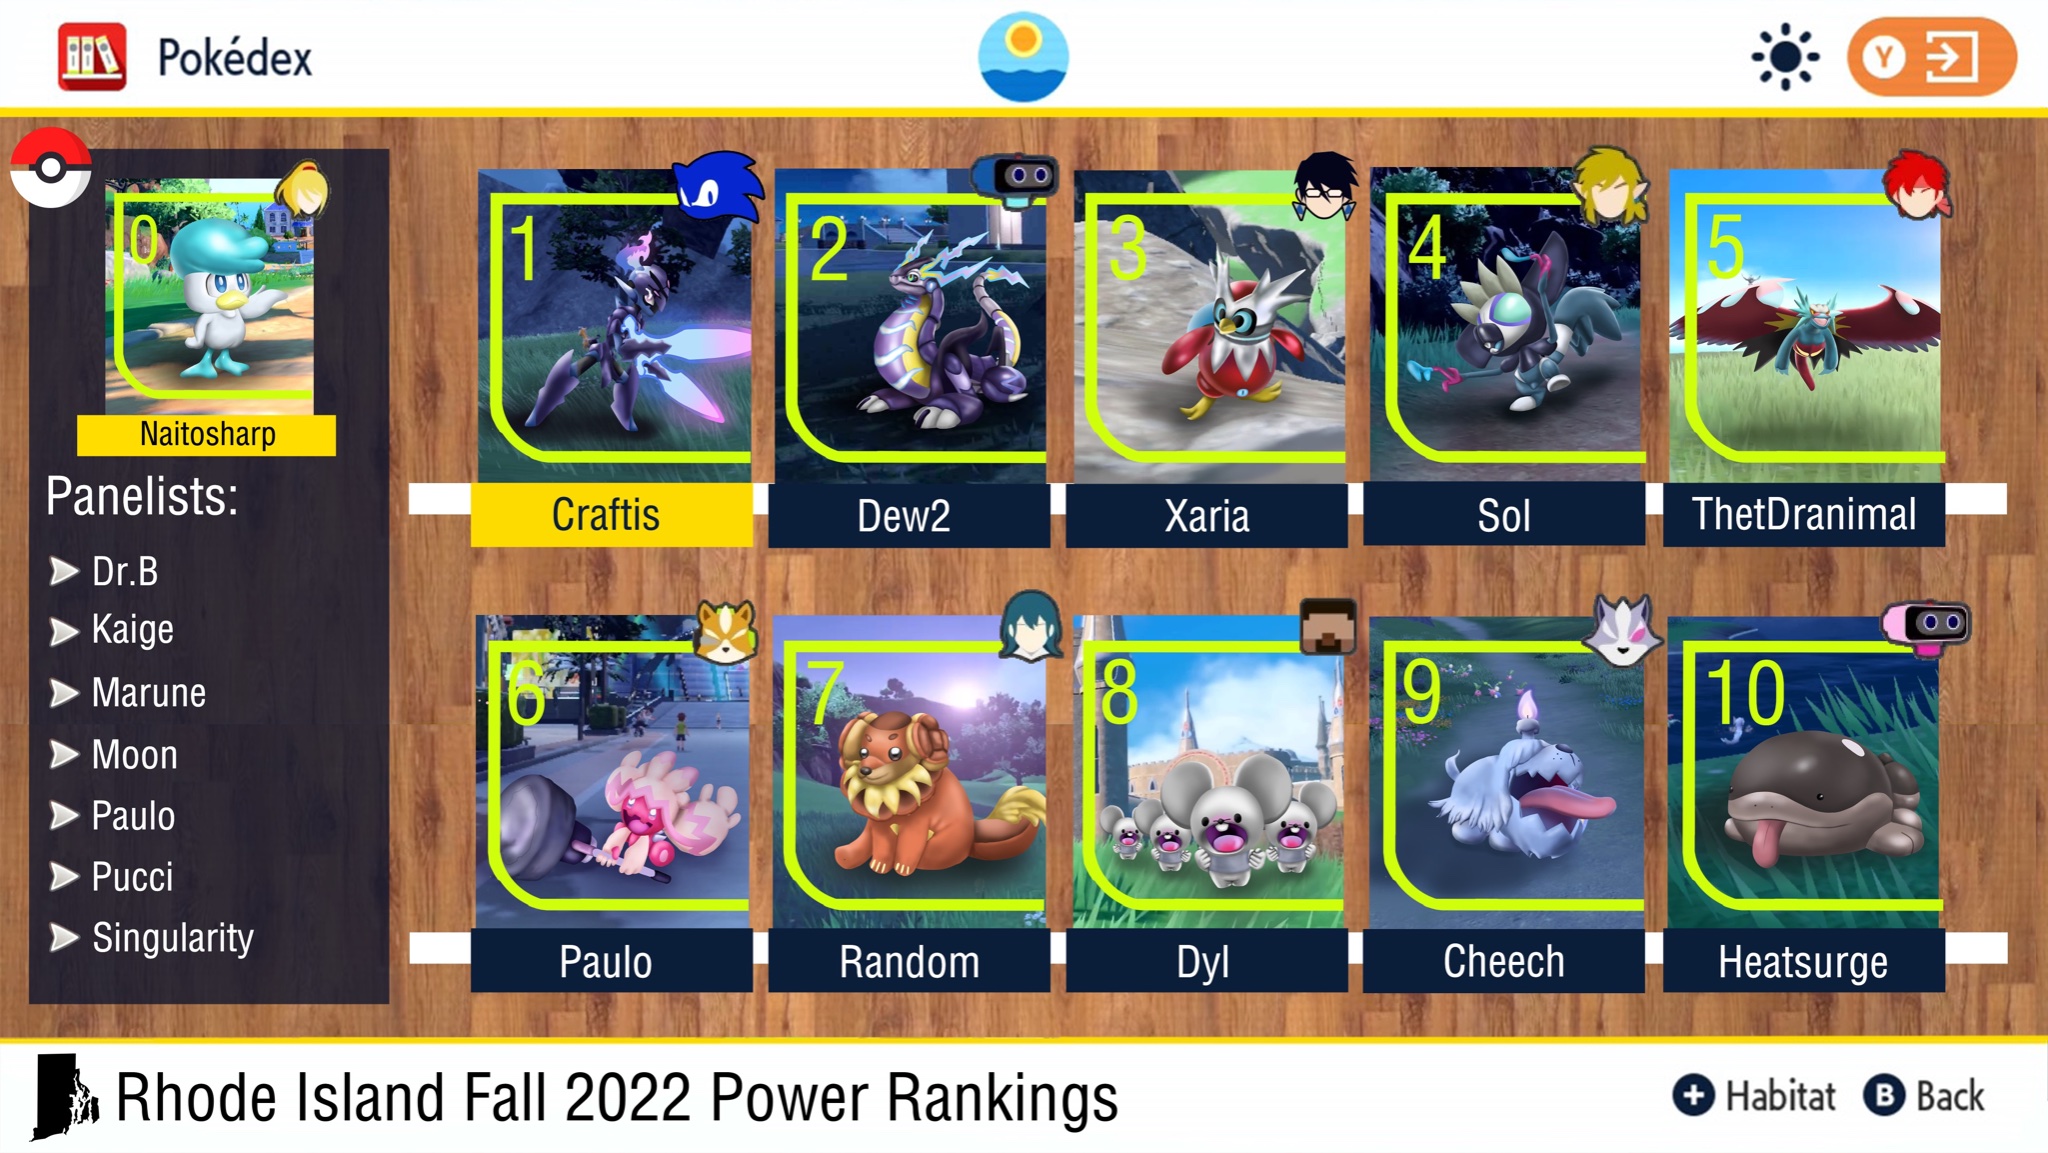 Pokédex
Y
0
Naitosharp
Panelists:
Dr.B
Kaige
Marune
Moon
Paulo
Pucci
Singularity
1
Craftis
2
Dew2
3
Xaria
4
Sol
5
ThetDranimal
6
Paulo
7
Random
8
Dyl
9
Cheech
10
Heatsurge
Rhode Island Fall 2022 Power Rankings
+ Habitat
B Back